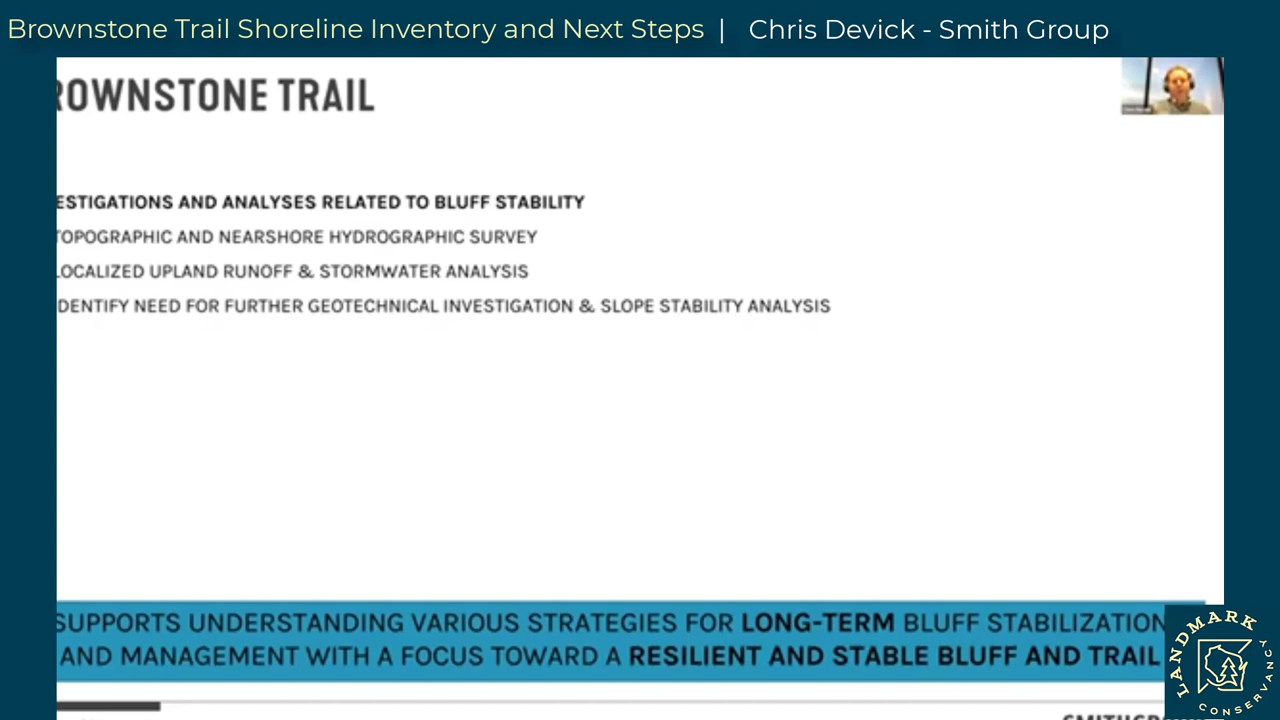 Brownstone Trail Shoreline Inventory and Next Steps | Chris Devick - Smith Group
ROWNSTONE TRAIL
ESTIGATIONS AND ANALYSES RELATED TO BLUFF STABILITY
TOPOGRAPHIC AND NEARSHORE HYDROGRAPHIC SURVEY
LOCALIZED UPLAND RUNOFF & STORMWATER ANALYSIS
DENTIFY NEED FOR FURTHER GEOTECHNICAL INVESTIGATION & SLOPE STABILITY ANALYSIS
SUPPORTS UNDERSTANDING VARIOUS STRATEGIES FOR LONG-TERM BLUFF STABILIZATION
AND MANAGEMENT WITH A FOCUS TOWARD A RESILIENT AND STABLE BLUFF AND TRAIL
LANDMARK
CONSERVANCY